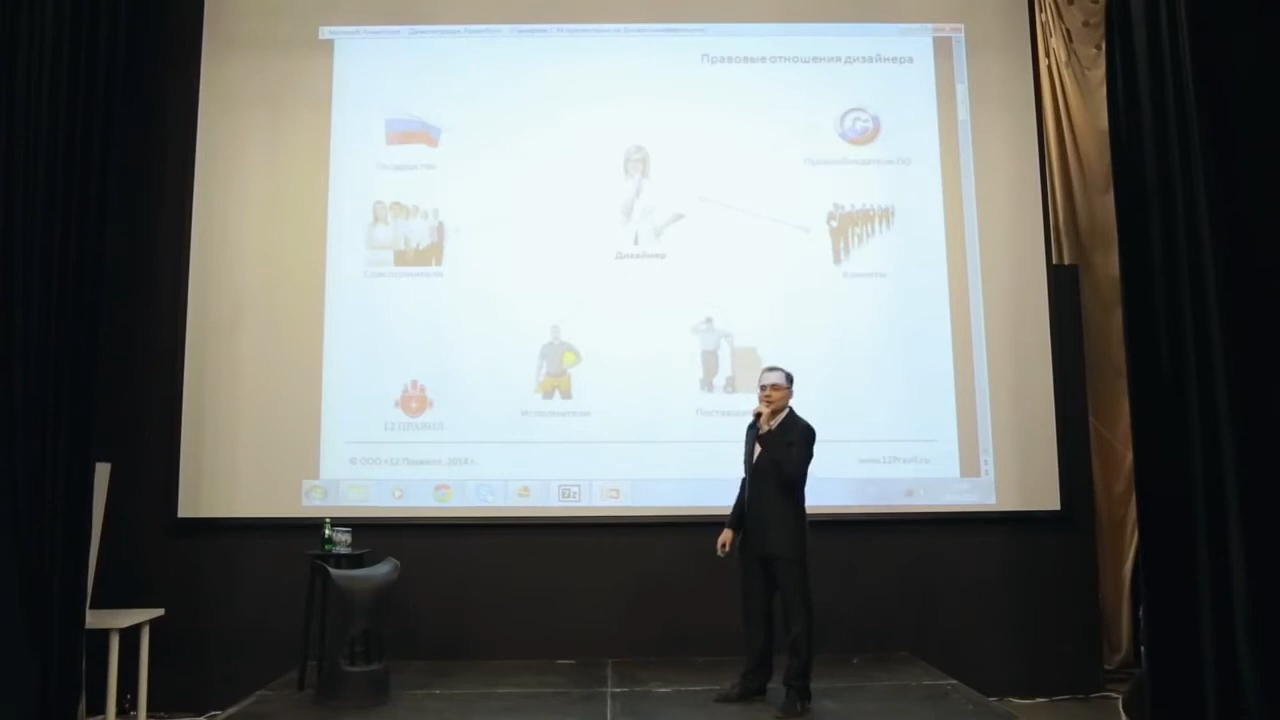 Правовые отношения дизайнера
Государство
Правообладатели ПО
Дизайнер
Соисполнители
Клиенты
Исполнители
12 ПРАВИЛ
© ООО «12 Правил», 2014 г.
www.12Pravil.ru